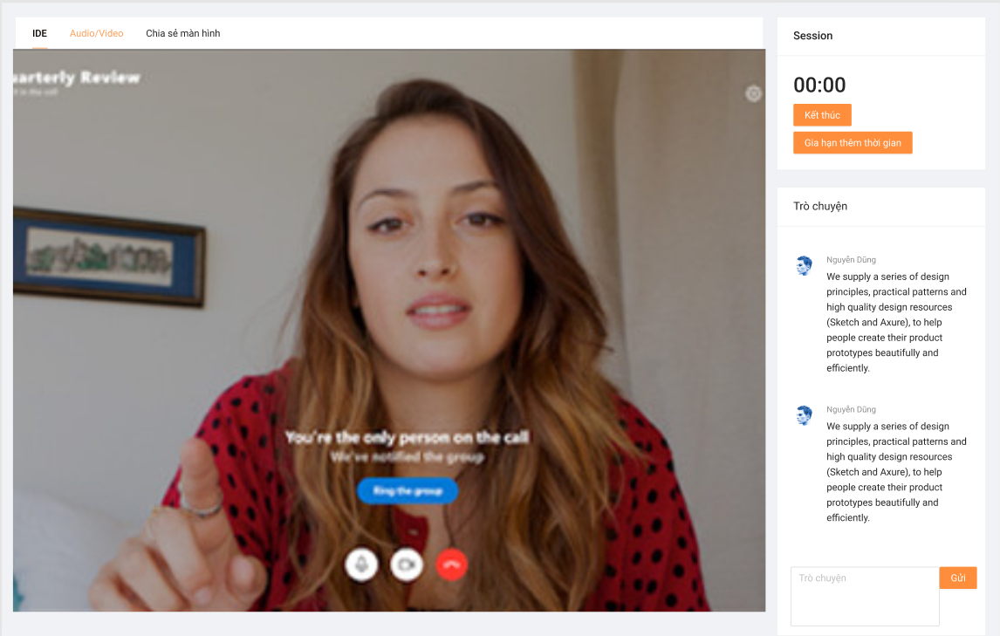 IDE
Audio/Video
Chia sẻ màn hình
uarterly Review
You're the only person on the call
We've notified the group
Ring the group
Session
00:00
Kết thúc
Gia hạn thêm thời gian
Trò chuyện
Nguyễn Dũng
We supply a series of design
principles, practical patterns and
high quality design resources
(Sketch and Axure), to help
people create their product
prototypes beautifully and
efficiently.
Nguyễn Dũng
We supply a series of design
principles, practical patterns and
high quality design resources
(Sketch and Axure), to help
people create their product
prototypes beautifully and
efficiently.
Trò chuyện
Gửi